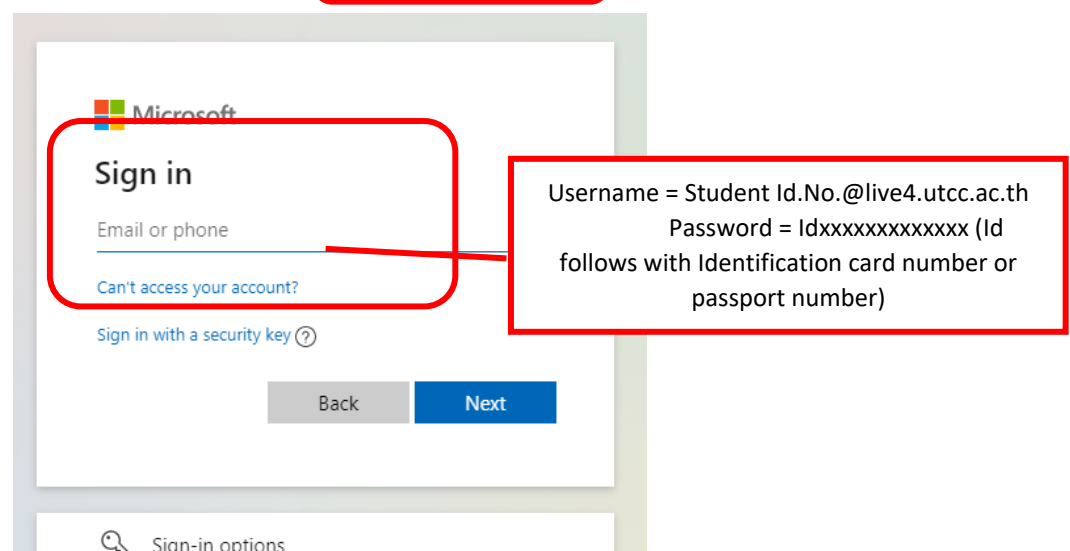 Microsoft
Sign in
Email or phone
Can't access your account?
Sign in with a security key
Back Next
Sign-in options
Username = Student Id.No.@live4.utcc.ac.th
Password = Idxxxxxxxxxxxxx (Id
follows with Identification card number or
passport number)